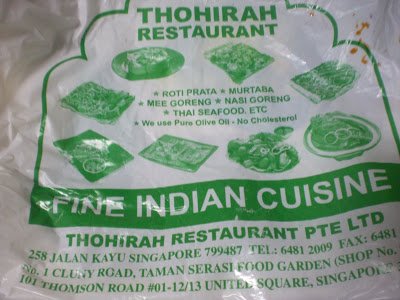 THOHIRAH
RESTAURANT
★ ROTI PRATA ★ MURTABA
★ MEE GORENG ★ NASI GORENG
★ THAI SEAFOOD. ETC
★ We use Pure Olive Oil - No Cholesterol
FINE INDIAN CUISINE
THOHIRAH RESTAURANT PTE LTD
258 JALAN KAYU SINGAPORE 799487 TEL: 6481 2009 FAX: 6481
No. 1 CLUNY ROAD, TAMAN SERASI FOOD GARDEN (SHOP No.
101 THOMSON ROAD #01-12/13 UNITED SQUARE, SINGAPORE